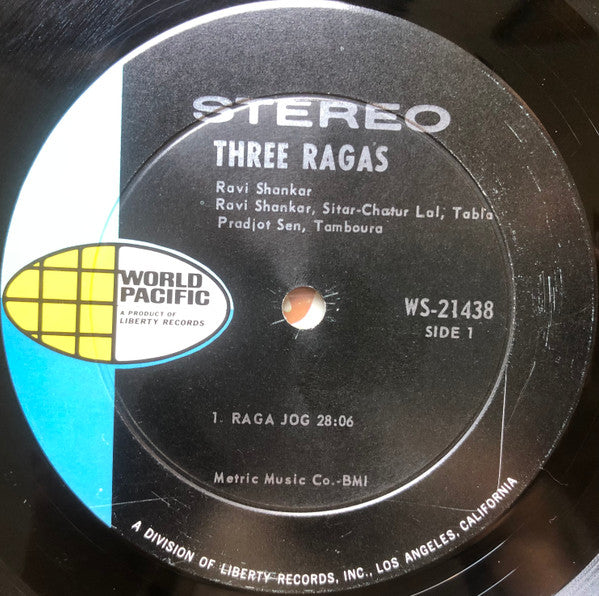 STEREO
THREE RAGAS
Ravi Shankar
Ravi Shankar, Sitar-Chatur Lal, Tabla
Pradjot Sen, Tamboura
WORLD
PACIFIC
A PRODUCT OF
LIBERTY RECORDS
WS-21438
SIDE 1
1. RAGA JOG 28:06
Metric Music Co.-BMI
A DIVISION OF LIBERTY RECORDS, INC., LOS ANGELES, CALIFORNIA